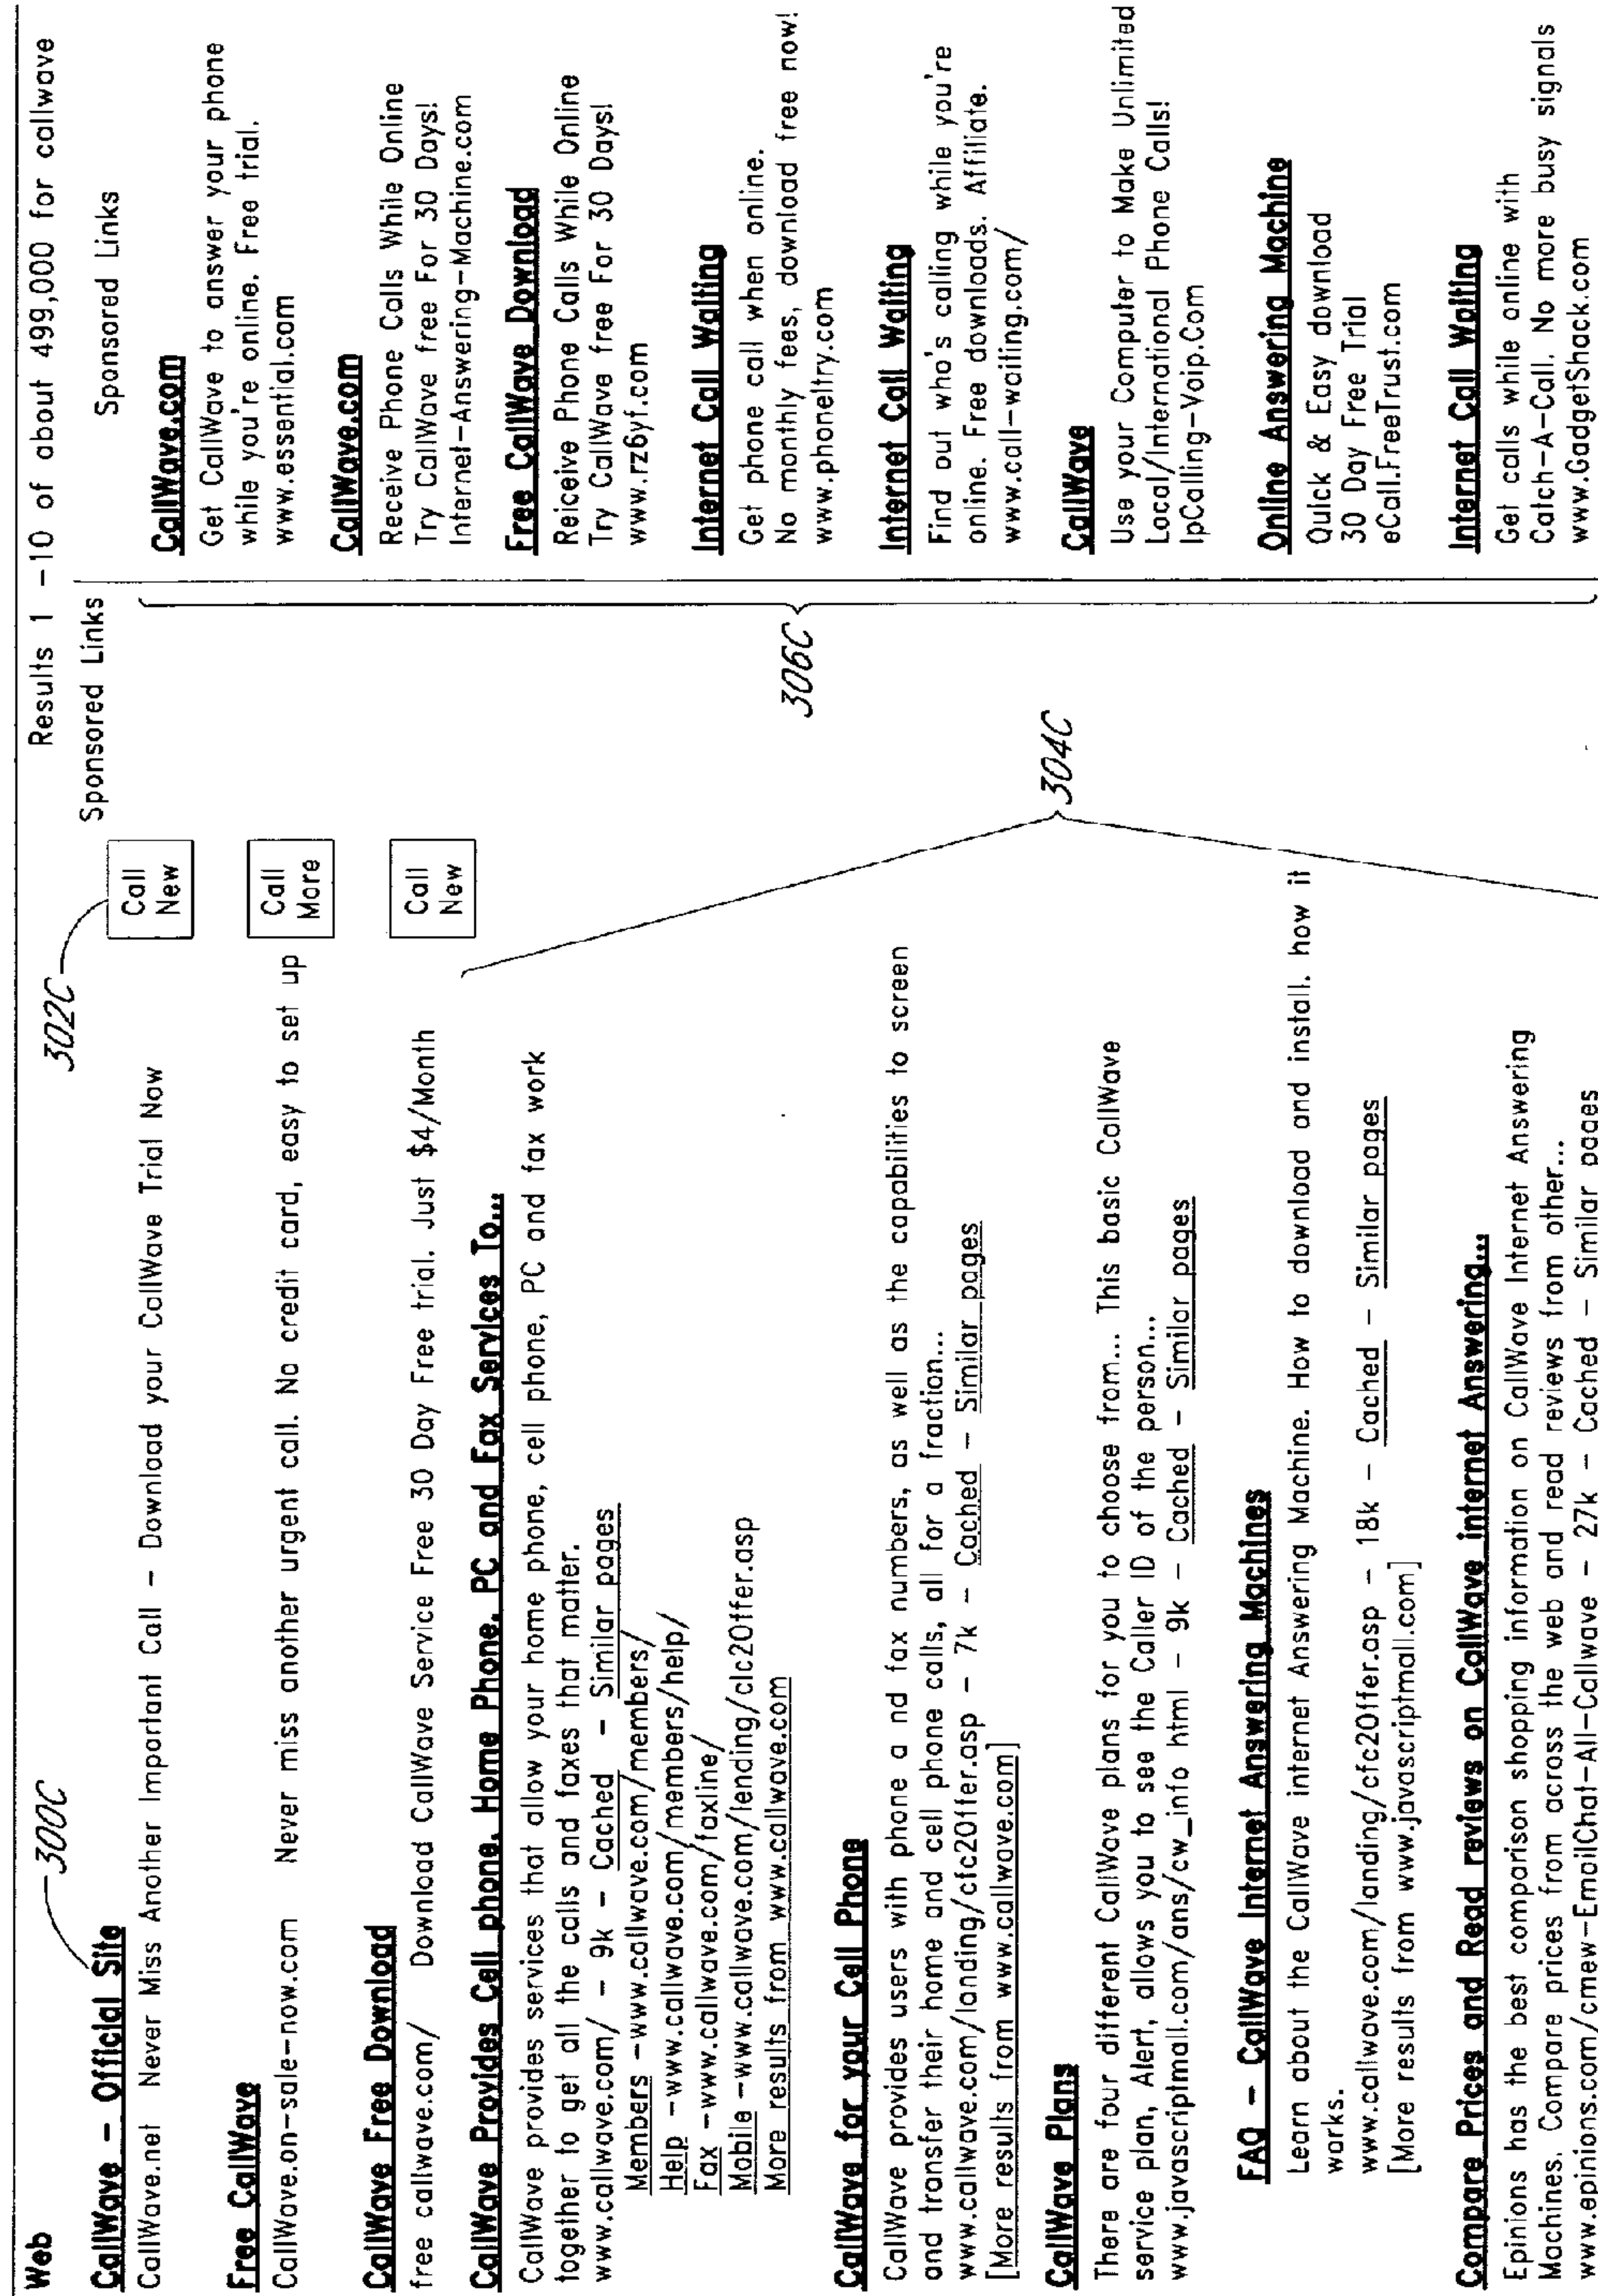 Web
Results 1 -10 of about 499,000 for callwave
300C
302C
Sponsored Links
CallWave - Official Site
CallWave.net Never Miss Another Important Call - Download your CallWave Trial Now
Call
New
Free CallWave
CallWave.on-sale-now.com Never miss another urgent call. No credit card, easy to set up
Call
More
CallWave Free Download
free callwave.com/ Download CallWave Service Free 30 Day Free trial. Just $4/Month
Call
New
CallWave Provides Cell phone, Home Phone, PC and Fax Services To...
CallWave provides services that allow your home phone, cell phone, PC and fax work
together to get all the calls and faxes that matter.
www.callwave.com/ - 9k - Cached - Similar pages
Members -www.callwave.com/members/
Help -www.callwave.com/members/help/
Fax -www.callwave.com/faxline/
Mobile -www.callwave.com/lending/clc20ffer.asp
More results from www.callwave.com
304C
CallWave for your Cell Phone
CallWave provides users with phone a nd fax numbers, as well as the capabilities to screen
and transfer their home and cell phone calls, all for a fraction...
www.callwave.com/landing/cfc20ffer.asp - 7k - Cached - Similar pages
[More results from www.callwave.com]
CallWave Plans
There are four different CallWave plans for you to choose from... This basic CallWave
service plan, Alert, allows you to see the Caller ID of the person...
www.javascriptmall.com/ans/cw_info html - 9k - Cached - Similar pages
FAQ - CallWave Internet Answering Machines
Learn about the CallWave internet Answering Machine. How to download and install. how it
works.
www.callwave.com/landing/cfc20ffer.asp - 18k - Cached - Similar pages
[More results from www.javascriptmall.com]
Compare Prices and Read reviews on CallWave internet Answering...
Epinions has the best comparison shopping information on CallWave Internet Answering
Machines. Compare prices from across the web and read reviews from other...
www.epinions.com/cmew-EmailChat-All-Callwave - 27k - Cached - Similar pages
306C
Sponsored Links
CallWave.com
Get CallWave to answer your phone
while you're online. Free trial.
www.essential.com
CallWave.com
Receive Phone Calls While Online
Try CallWave free For 30 Days!
Internet-Answering-Machine.com
Free CallWave Download
Reiceive Phone Calls While Online
Try CallWave free For 30 Days!
www.rz6yf.com
Internet Call Waiting
Get phone call when online.
No monthly fees, download free now!
www.phoneltry.com
Internet Call Waiting
Find out who's calling while you're
online. Free downloads. Affiliate.
www.call-waiting.com/
CallWave
Use your Computer to Make Unlimited
Local/International Phone Calls!
IpCalling-Voip.Com
Online Answering Machine
Quick & Easy download
30 Day Free Trial
eCall.FreeTrust.com
Internet Call Waiting
Get calls while online with
Catch-A-Call. No more busy signals
www.GadgetShack.com